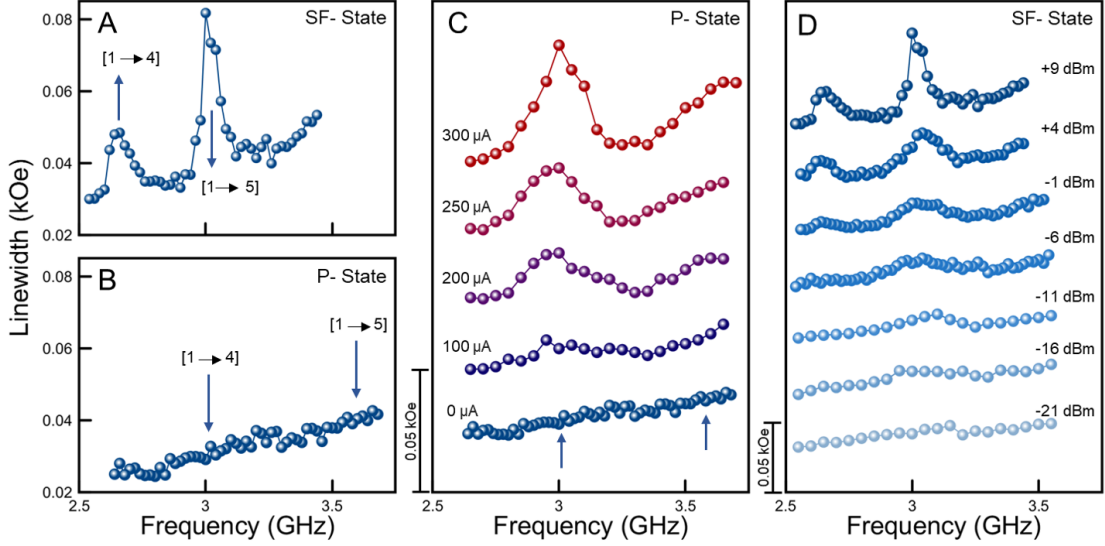 A
SF- State
[1 → 4]
[1 → 5]
0.08
0.06
0.04
0.02
B
P- State
[1 → 4]
[1 → 5]
0.08
0.06
0.04
0.02
2.5
3
3.5
Linewidth (kOe)
Frequency (GHz)
C
P- State
300 µA
250 µA
200 µA
100 µA
0 µA
0.05 kOe
2.5
3
3.5
Frequency (GHz)
D
SF- State
+9 dBm
+4 dBm
-1 dBm
-6 dBm
-11 dBm
-16 dBm
-21 dBm
0.05 kOe
2.5
3
3.5
Frequency (GHz)